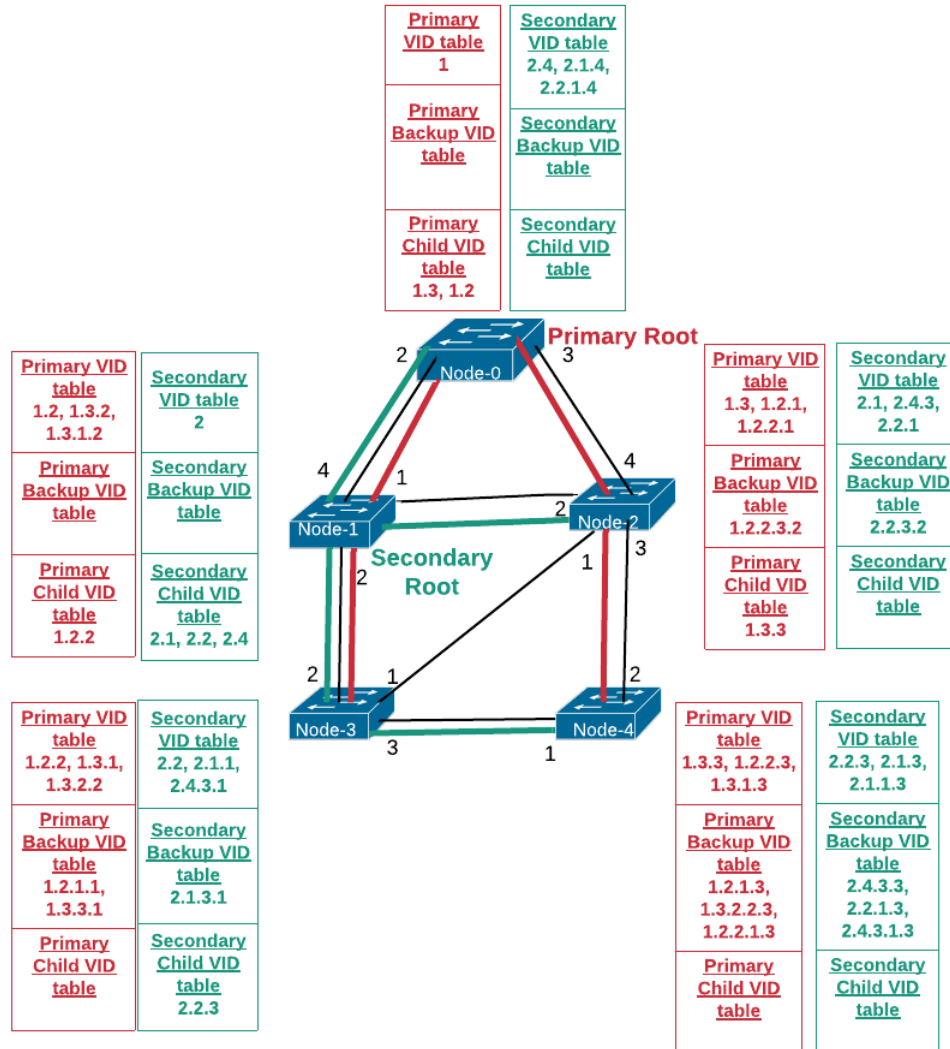 Primary
VID table
1
Primary
Backup VID
table
Primary
Child VID
table
1.3, 1.2
Secondary
VID table
2.4, 2.1.4,
2.2.1.4
Secondary
Backup VID
table
Secondary
Child VID
table
Primary Root
2
3
Node-0
Primary VID
table
1.2, 1.3.2,
1.3.1.2
Primary
Backup VID
table
Primary
Child VID
table
1.2.2
Secondary
VID table
2
Secondary
Backup VID
table
Secondary
Child VID
table
2.1, 2.2, 2.4
4
1
4
Node-1
2
Node-2
Secondary
Root
2
1
3
Primary VID
table
1.3, 1.2.1,
1.2.2.1
Primary
Backup VID
table
1.2.2.3.2
Primary
Child VID
table
1.3.3
Secondary
VID table
2.1, 2.4.3,
2.2.1
Secondary
Backup VID
table
2.2.3.2
Secondary
Child VID
table
2
1
2
Node-3
Node-4
3
1
Primary VID
table
1.2.2, 1.3.1,
1.3.2.2
Primary
Backup VID
table
1.2.1.1,
1.3.3.1
Primary
Child VID
table
Secondary
VID table
2.2, 2.1.1,
2.4.3.1
Secondary
Backup VID
table
2.1.3.1
Secondary
Child VID
table
2.2.3
Primary VID
table
1.3.3, 1.2.2.3,
1.3.1.3
Primary
Backup VID
table
1.2.1.3,
1.3.2.2.3,
1.2.2.1.3
Primary
Child VID
table
Secondary
VID table
2.2.3, 2.1.3,
2.1.1.3
Secondary
Backup VID
table
2.4.3.3,
2.2.1.3,
2.4.3.1.3
Secondary
Child VID
table